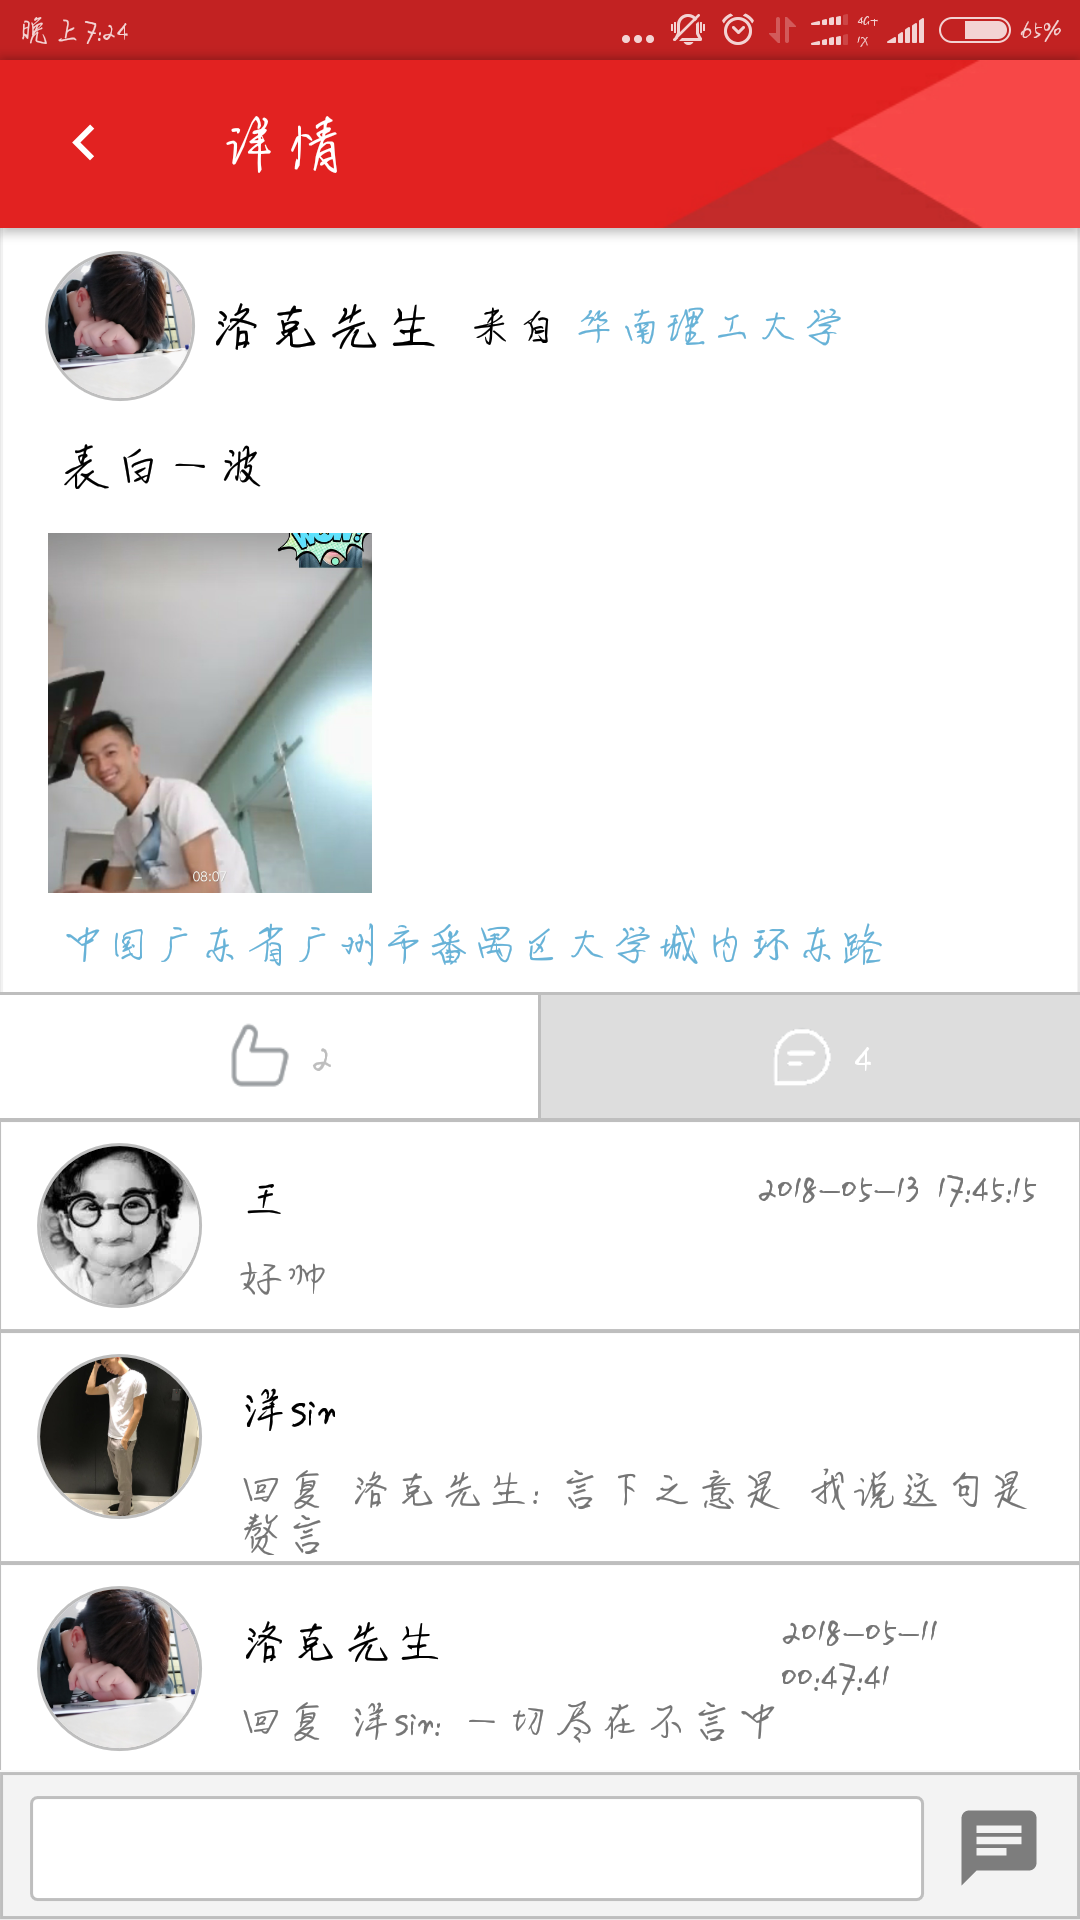 晚上7:24
4G+
1X
65%
详情
洛克先生 来自 华南理工大学
表白一波
WOW!
08:07
中国广东省广州市番禺区大学城内环东路
2
4
王
2018-05-13 17:45:15
好帅
洋sin
回复 洛克先生: 言下之意是 我说这句是
赘言
洛克先生
2018-05-11
00:47:41
回复 洋sin: 一切尽在不言中